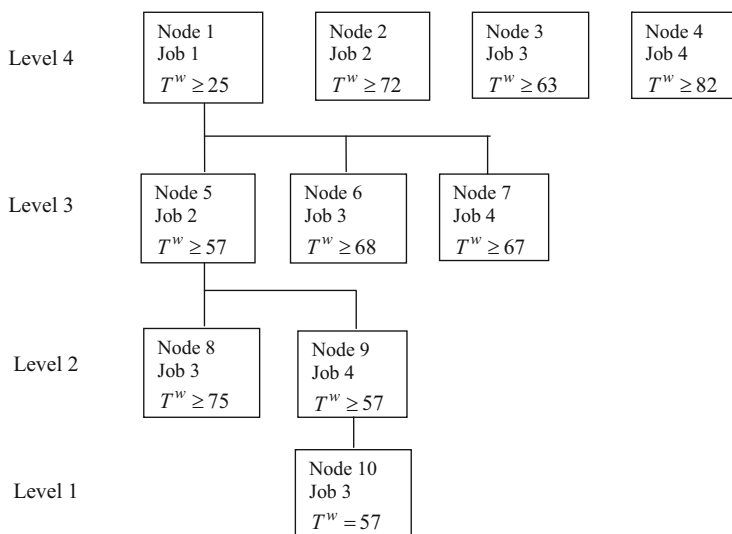 Level 4
Node 1
Job 1
T^w ≥ 25
Node 2
Job 2
T^w ≥ 72
Node 3
Job 3
T^w ≥ 63
Node 4
Job 4
T^w ≥ 82
Level 3
Node 5
Job 2
T^w ≥ 57
Node 6
Job 3
T^w ≥ 68
Node 7
Job 4
T^w ≥ 67
Level 2
Node 8
Job 3
T^w ≥ 75
Node 9
Job 4
T^w ≥ 57
Level 1
Node 10
Job 3
T^w = 57